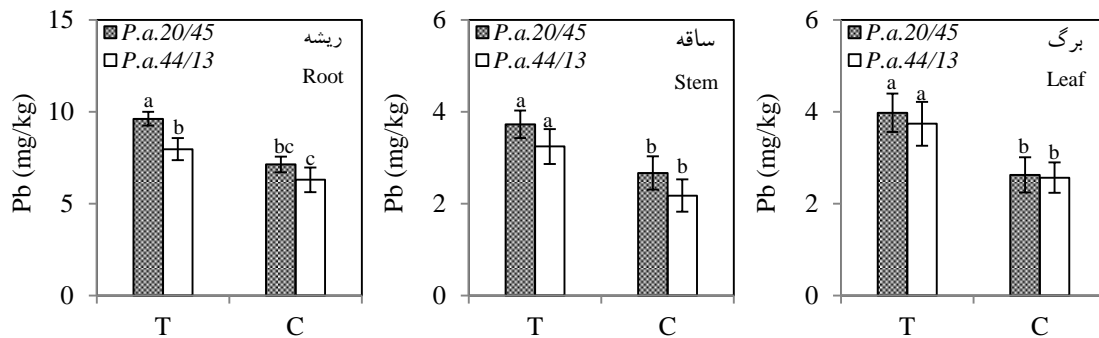 15
10
5
0
Pb (mg/kg)
P.a.20/45
P.a.44/13
ریشه
Root
a
b
bc
c
T
C
6
4
2
0
Pb (mg/kg)
P.a.20/45
P.a.44/13
ساقه
Stem
a
a
b
b
T
C
6
4
2
0
Pb (mg/kg)
P.a.20/45
P.a.44/13
برگ
Leaf
a
a
b
b
T
C